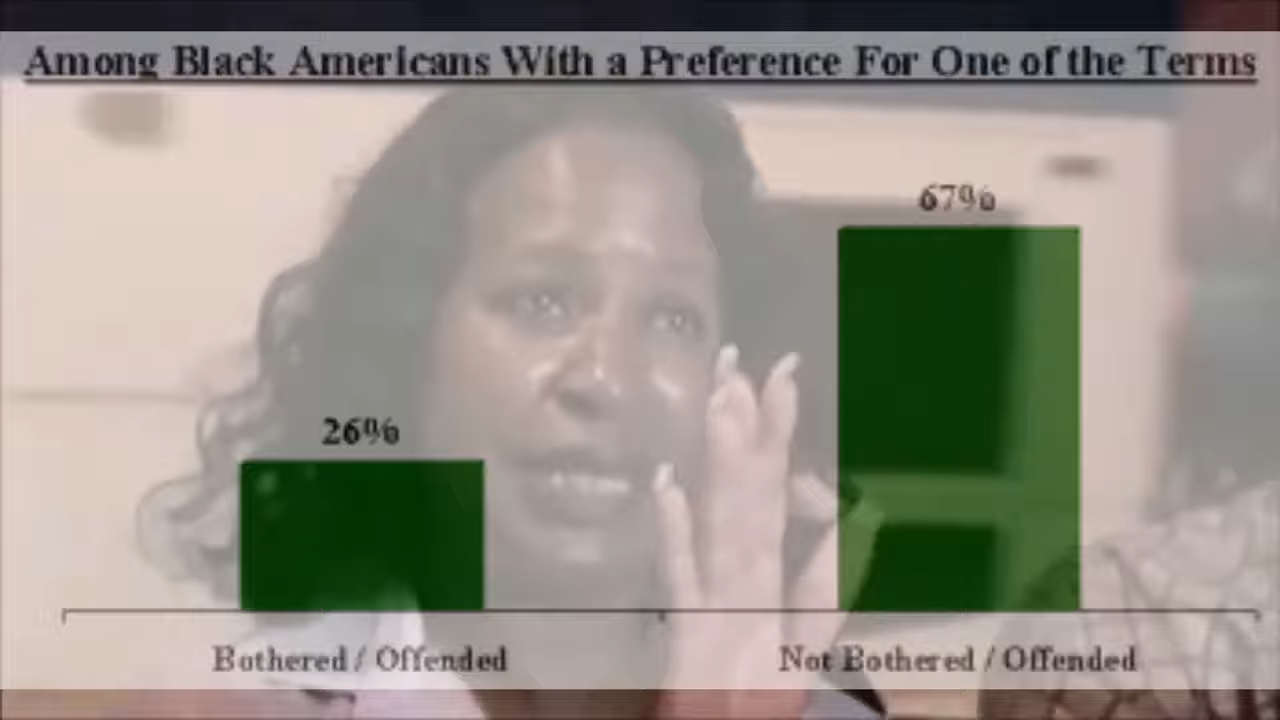 Among Black Americans With a Preference For One of the Terms
67%
26%
Bothered / Offended
Not Bothered / Offended